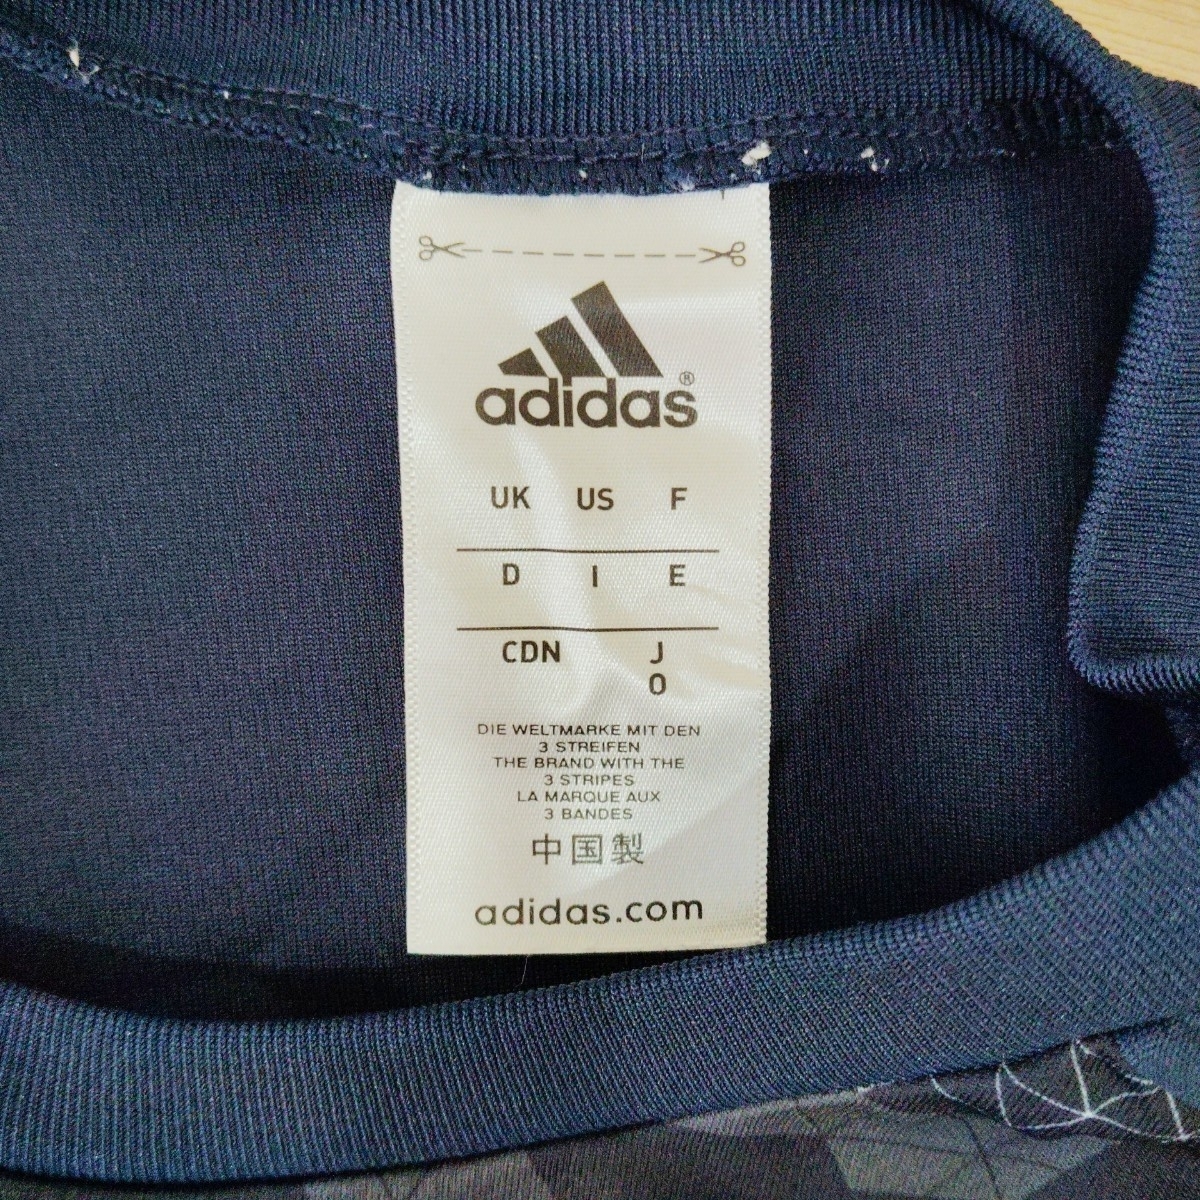 adidas®
UK US F
D I E
CDN J
O
DIE WELTMARKE MIT DEN
3 STREIFEN
THE BRAND WITH THE
3 STRIPES
LA MARQUE AUX
3 BANDES
中国製
adidas.com